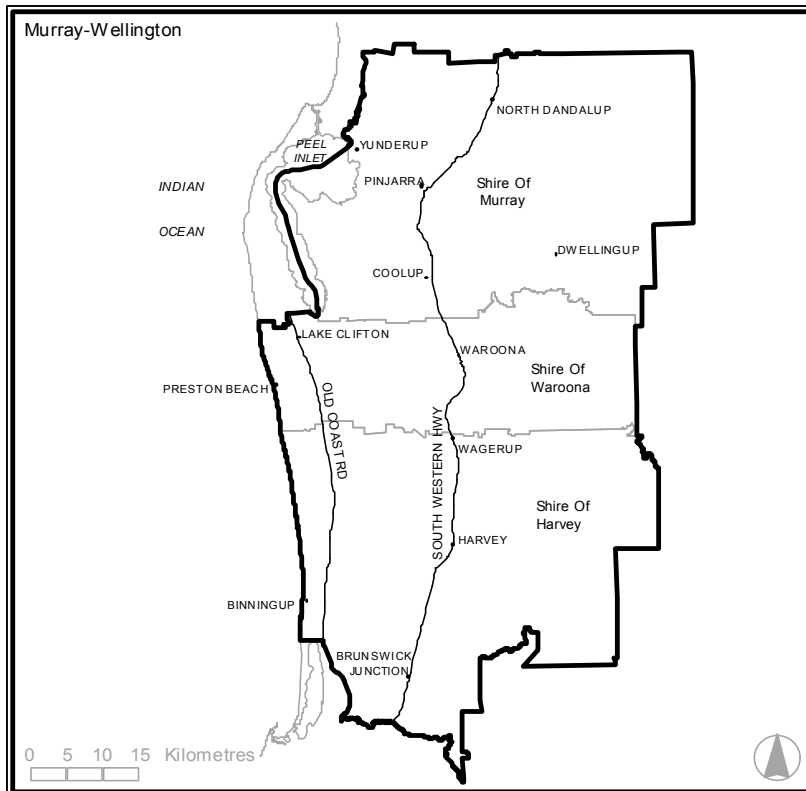 Murray-Wellington
NORTH DANDALUP
PEEL
INLET
YUNDERUP
PINJARRA
Shire Of
Murray
INDIAN
OCEAN
DWELLINGUP
COOLUP
LAKE CLIFTON
WAROONA
Shire Of
Waroona
PRESTON BEACH
OLD COAST RD
SOUTH WESTERN HWY
WAGERUP
Shire Of
Harvey
HARVEY
BINNINGUP
BRUNSWICK
JUNCTION
0 5 10 15 Kilometres